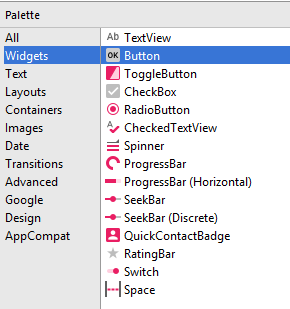 Palette
All
Widgets
Text
Layouts
Containers
Images
Date
Transitions
Advanced
Google
Design
AppCompat
Ab TextView
OK Button
ToggleButton
CheckBox
RadioButton
CheckedTextView
Spinner
ProgressBar
ProgressBar (Horizontal)
SeekBar
SeekBar (Discrete)
QuickContactBadge
RatingBar
Switch
Space